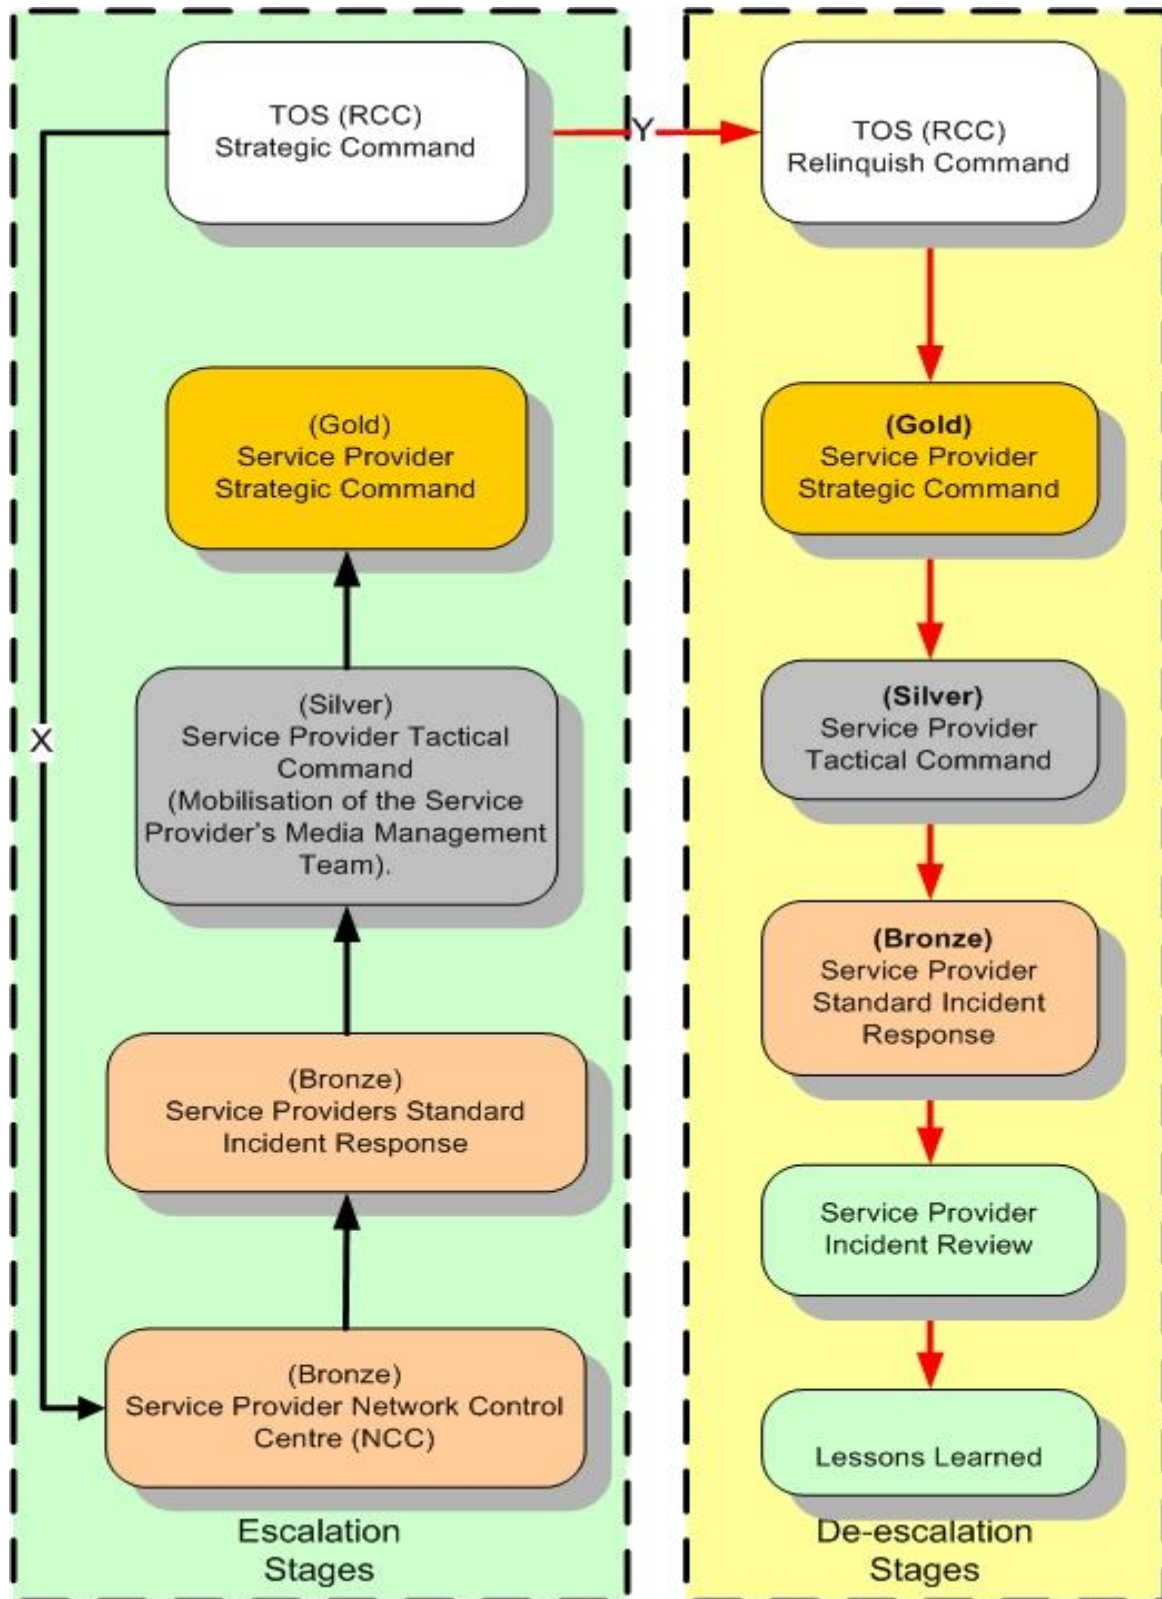 TOS (RCC)
Strategic Command
Y
TOS (RCC)
Relinquish Command
(Gold)
Service Provider
Strategic Command
(Gold)
Service Provider
Strategic Command
(Silver)
Service Provider Tactical
Command
(Mobilisation of the Service
Provider's Media Management
Team).
X
(Silver)
Service Provider
Tactical Command
(Bronze)
Service Provider
Standard Incident
Response
(Bronze)
Service Providers Standard
Incident Response
Service Provider
Incident Review
(Bronze)
Service Provider Network Control
Centre (NCC)
Lessons Learned
Escalation
Stages
De-escalation
Stages